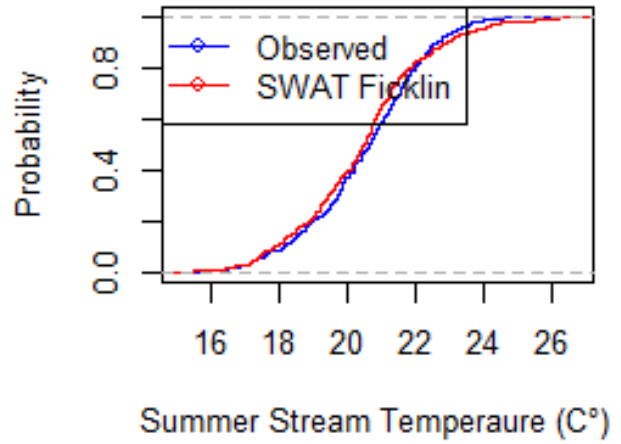 Observed
SWAT Ficklin
Probability
0.0 0.4 0.8
16 18 20 22 24 26
Summer Stream Temperaure (C°)